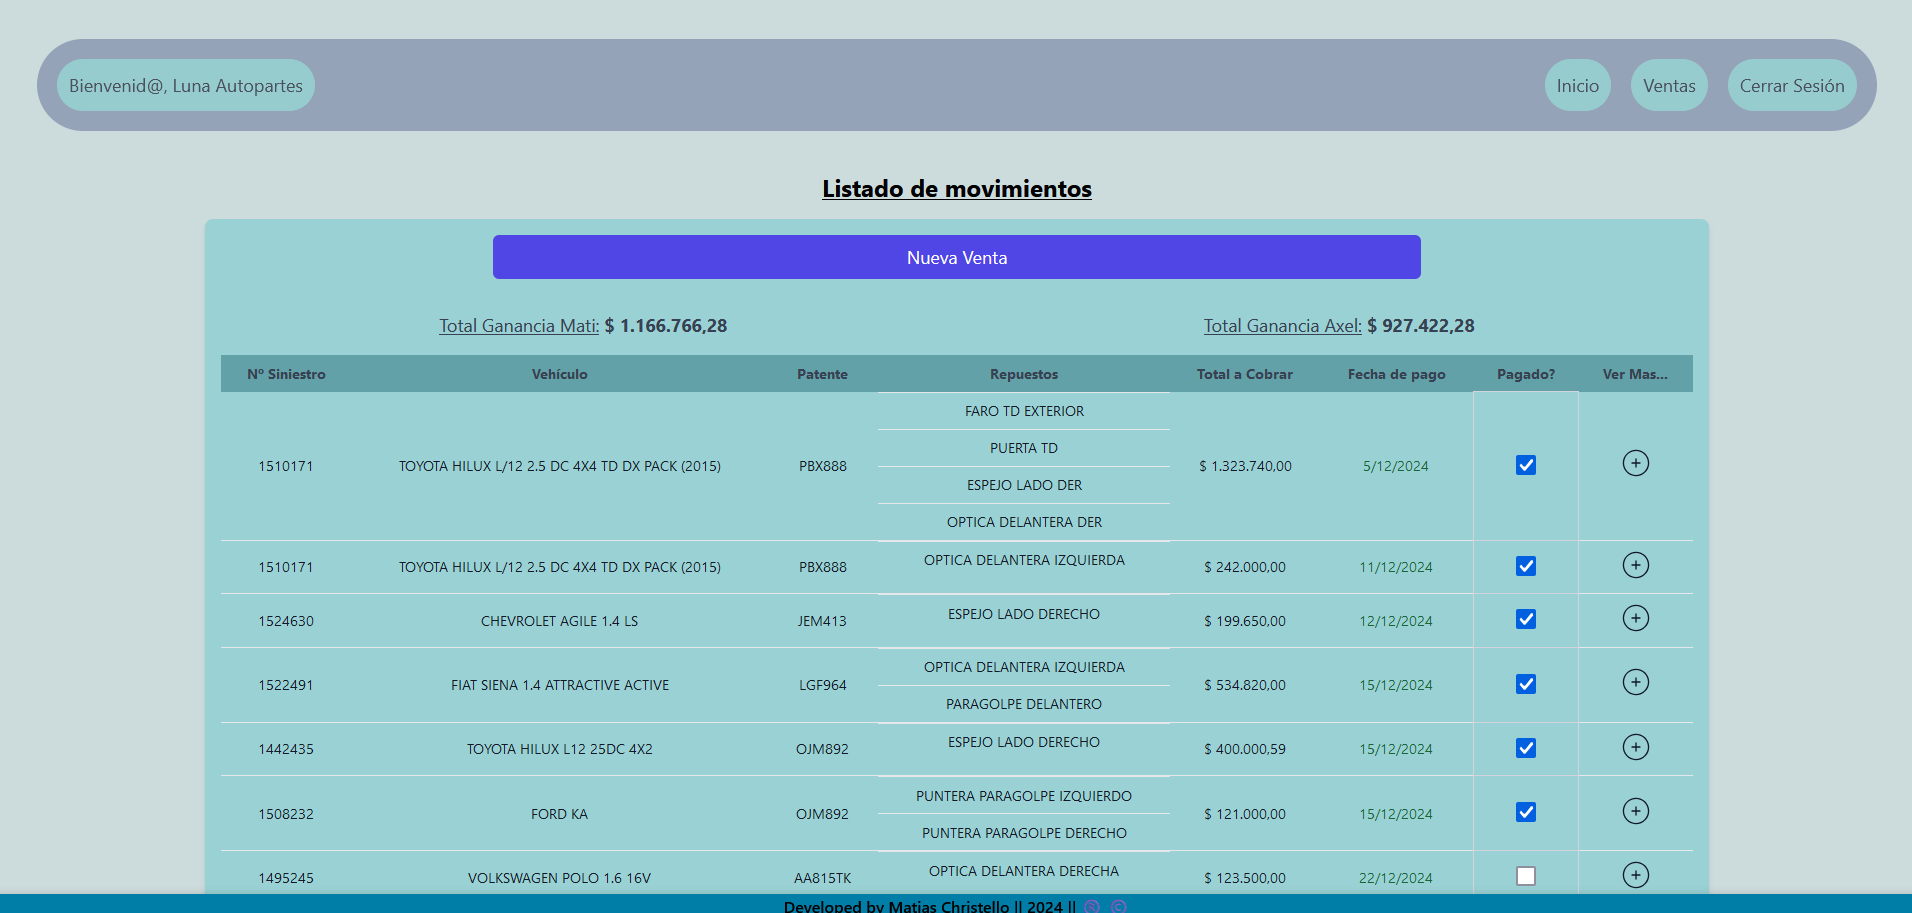 Bienvenid@, Luna Autopartes
Inicio
Ventas
Cerrar Sesión
Listado de movimientos
Nueva Venta
Total Ganancia Mati: $ 1.166.766,28
Total Ganancia Axel: $ 927.422,28
Nº Siniestro Vehículo Patente Repuestos Total a Cobrar Fecha de pago Pagado? Ver Mas...
FARO TD EXTERIOR
PUERTA TD
1510171 TOYOTA HILUX L/12 2.5 DC 4X4 TD DX PACK (2015) PBX888 $ 1.323.740,00 5/12/2024
ESPEJO LADO DER
OPTICA DELANTERA DER
1510171 TOYOTA HILUX L/12 2.5 DC 4X4 TD DX PACK (2015) PBX888 OPTICA DELANTERA IZQUIERDA $ 242.000,00 11/12/2024
1524630 CHEVROLET AGILE 1.4 LS JEM413 ESPEJO LADO DERECHO $ 199.650,00 12/12/2024
OPTICA DELANTERA IZQUIERDA
1522491 FIAT SIENA 1.4 ATTRACTIVE ACTIVE LGF964 $ 534.820,00 15/12/2024
PARAGOLPE DELANTERO
1442435 TOYOTA HILUX L12 25DC 4X2 OJM892 ESPEJO LADO DERECHO $ 400.000,59 15/12/2024
PUNTERA PARAGOLPE IZQUIERDO
1508232 FORD KA OJM892 $ 121.000,00 15/12/2024
PUNTERA PARAGOLPE DERECHO
1495245 VOLKSWAGEN POLO 1.6 16V AA815TK OPTICA DELANTERA DERECHA $ 123.500,00 22/12/2024
Developed by Matias Christello || 2024 ||